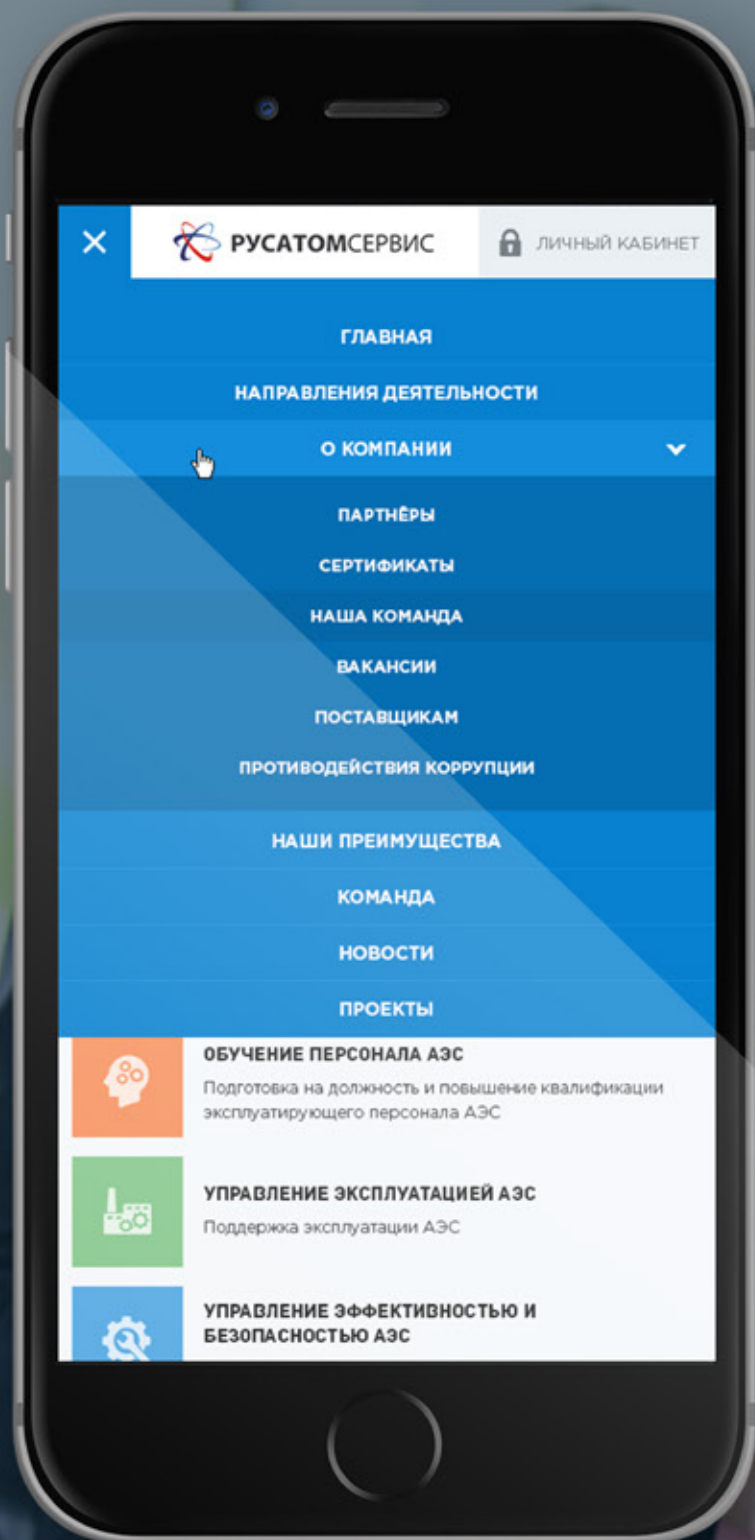 РУСАТОМСЕРВИС
ЛИЧНЫЙ КАБИНЕТ
ГЛАВНАЯ
НАПРАВЛЕНИЯ ДЕЯТЕЛЬНОСТИ
О КОМПАНИИ
ПАРТНЁРЫ
СЕРТИФИКАТЫ
НАША КОМАНДА
ВАКАНСИИ
ПОСТАВЩИКАМ
ПРОТИВОДЕЙСТВИЯ КОРРУПЦИИ
НАШИ ПРЕИМУЩЕСТВА
КОМАНДА
НОВОСТИ
ПРОЕКТЫ
ОБУЧЕНИЕ ПЕРСОНАЛА АЭС
Подготовка на должность и повышение квалификации
эксплуатирующего персонала АЭС
УПРАВЛЕНИЕ ЭКСПЛУАТАЦИЕЙ АЭС
Поддержка эксплуатации АЭС
УПРАВЛЕНИЕ ЭФФЕКТИВНОСТЬЮ И
БЕЗОПАСНОСТЬЮ АЭС